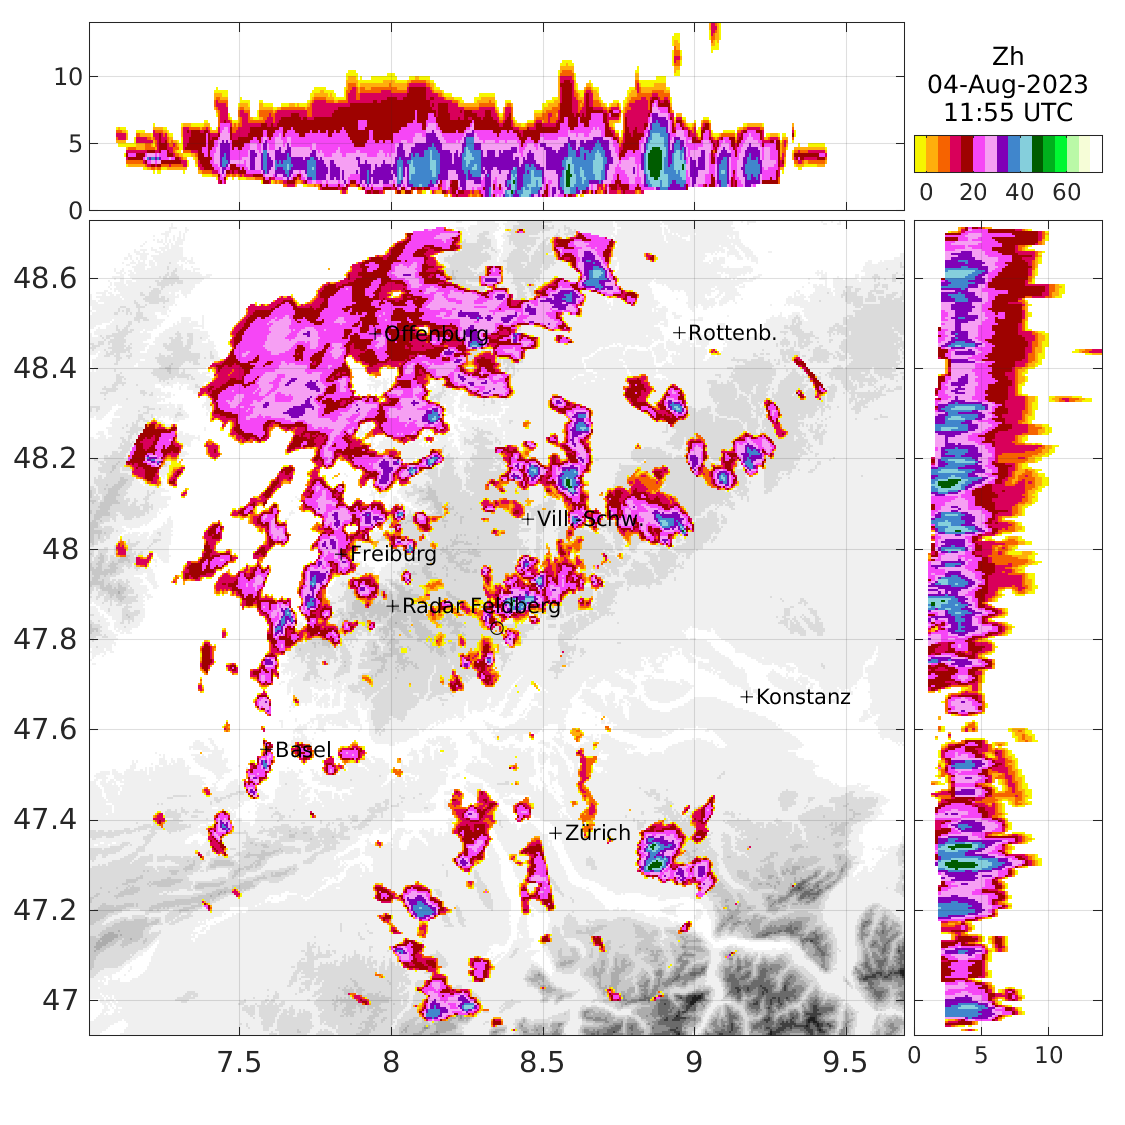 10
5
0
Zh
04-Aug-2023
11:55 UTC
0 20 40 60
48.6
48.4
48.2
48
47.8
47.6
47.4
47.2
47
Offenburg
+Rottenb.
+Vill.-Schw.
+Freiburg
+Radar Feldberg
+Konstanz
+Basel
+Zürich
7.5 8 8.5 9 9.5
0 5 10